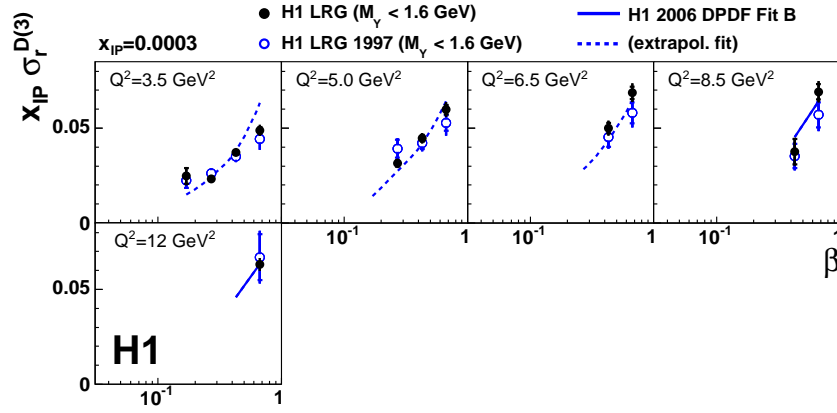 H1 LRG (M_Y < 1.6 GeV)
H1 2006 DPDF Fit B
x_IP=0.0003
H1 LRG 1997 (M_Y < 1.6 GeV)
(extrapol. fit)
x_IP σ_r^D(3)
Q²=3.5 GeV²
Q²=5.0 GeV²
Q²=6.5 GeV²
Q²=8.5 GeV²
0.05
0
10⁻¹ 1
10⁻¹ 1
10⁻¹ 1
β
Q²=12 GeV²
0.05
H1
0
10⁻¹ 1